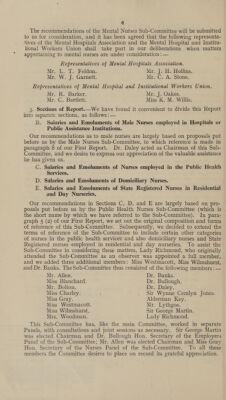 4
The recommendations of the Mental Nurses Sub-Committee will be submitted
to us for consideration, and it has been agreed that the following representa-
tives of the Mental Hospitals Association and the Mental Hospital and Institu-
tional Workers Union shall take part in our deliberations when matters
appertaining to mental nurses are under consideration:—
Representatives of Mental Hospitals Association.
Mr. L. T. Feldon. Mr. J. H. Hollins.
Mr. W. J. Garnett. Mr. C. A. Stone.
Representatives of Mental Hospital and Institutional Workers Union.
Mr. R. Barker. Mr. J. Oakes.
Mr. C. Bartlett. Miss K. M. Willis.
3. Sections of Report.—We have found it convenient to divide this Report
into separate sections, as follows:—
B. Salaries and Emoluments of Male Nurses employed in Hospitals or
Public Assistance Institutions.
Our recommendations as to male nurses are largely based on proposals put
before us by the Male Nurses Sub-Committee, to which reference is made in
paragraph 8 of our First Report. Dr. Daley acted as Chairman of this Sub-
Committee, and we desire to express our appreciation of the valuable assistance
he has given us.
C. Salaries and Emoluments of Nurses employed in the Public Health
Services.
D. Salaries and Emoluments of Domiciliary Nurses.
E. Salaries and Emoluments of State Registered Nurses in Residential
and Day Nurseries.
Our recommendations in Sections C, D, and E are largely based on pro-
posals put before us by the Public Health Nurses Sub-Committee (which is
the short name by which we have referred to the Sub-Committee). In para-
graph 5 (d) of our First Report, we set out the original composition and terms
of reference of this Sub-Committee. Subsequently, we decided to extend the
terms of reference of the Sub-Committee to include certain other categories
of nurses in the public health services and also domiciliary nurses and State
Registered nurses employed in residential and day nurseries. To assist the
Sub-Committee in considering these matters, Lady Richmond, who originally
attended the Sub-Committee as an observer was appointed a full member,
and we added three additional members: Miss Westmacott, Miss Wilmshurst,
and Dr. Banks. The Sub-Committee thus consisted of the following members:—
Mr. Allen. Dr. Banks.
Miss Blanchard. Dr. Bullough.
Mr. Bolton. Dr. Daley.
Miss Charley. Sir Wynne Cemlyn Jones.
Miss Gray. Alderman Key.
Miss Westmacott. Mr. Lythgoe.
Miss Wilmshurst. Sir George Martin.
Mrs. Woodman. Lady Richmond.
This Sub-Committee has, like the main Committee, worked in separate
Panels, with consultations and joint sessions as necessary. Sir George Martin
was elected Chairman and Dr. Bullough Hon. Secretary of the Employers
Panel of the Sub-Committee; Mr. Allen was elected Chairman and Miss Gray
Hon. Secretary of the Nurses Panel of the Sub-Committee. To all these
members the Committee desires to place on record its grateful appreciation.